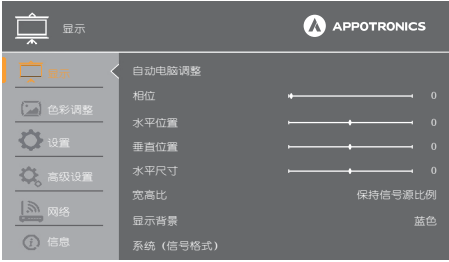 显示
APPOTRONICS
显示
色彩调整
设置
高级设置
网络
信息
自动电脑调整
相位 0
水平位置 0
垂直位置 0
水平尺寸 0
宽高比 保持信号源比例
显示背景 蓝色
系统（信号格式）